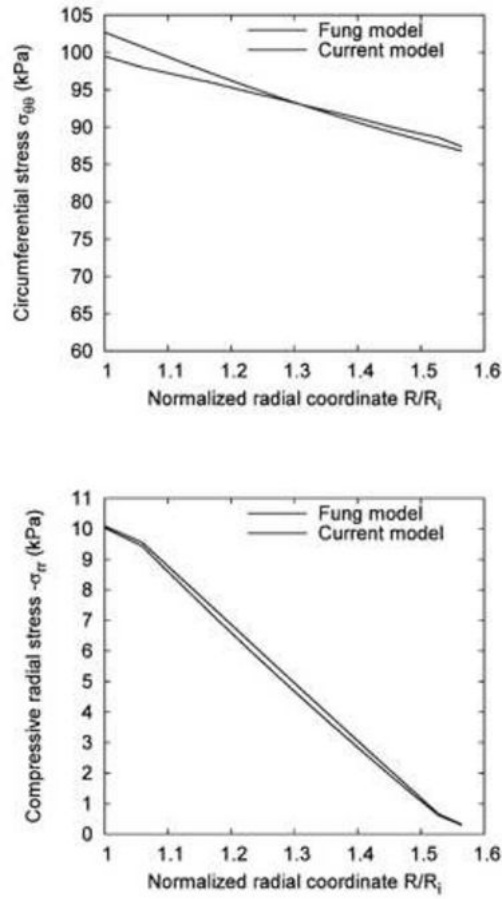 105
100
95
90
85
80
75
70
65
60
Circumferential stress σθθ (kPa)
Fung model
Current model
1 1.1 1.2 1.3 1.4 1.5 1.6
Normalized radial coordinate R/Ri
11
10
9
8
7
6
5
4
3
2
1
0
Compressive radial stress -σrr (kPa)
Fung model
Current model
1 1.1 1.2 1.3 1.4 1.5 1.6
Normalized radial coordinate R/Ri